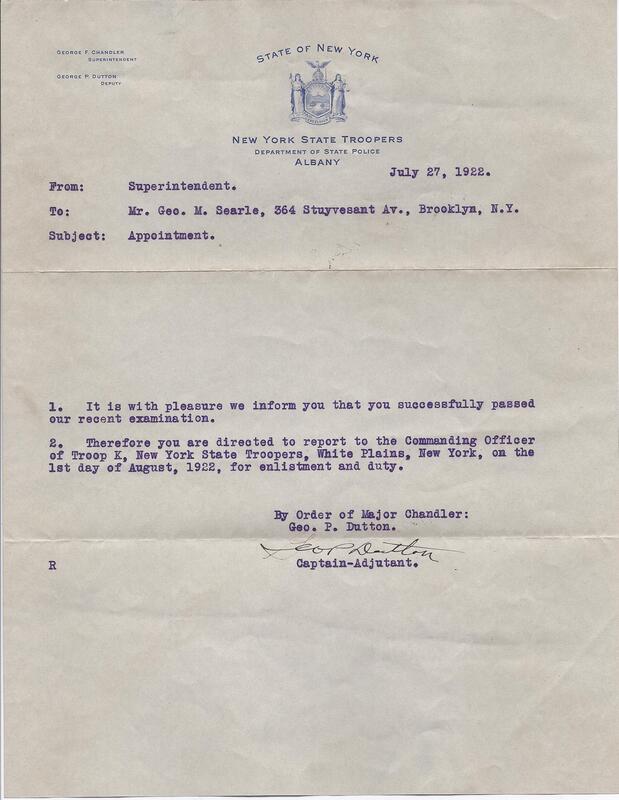 GEORGE F. CHANDLER
SUPERINTENDENT
GEORGE P. DUTTON
DEPUTY
STATE OF NEW YORK
EXCELSIOR
NEW YORK STATE TROOPERS
DEPARTMENT OF STATE POLICE
ALBANY
July 27, 1922.
From: Superintendent.
To: Mr. Geo. M. Searle, 364 Stuyvesant Av., Brooklyn, N.Y.
Subject: Appointment.
1. It is with pleasure we inform you that you successfully passed
our recent examination.
2. Therefore you are directed to report to the Commanding Officer
of Troop K, New York State Troopers, White Plains, New York, on the
1st day of August, 1922, for enlistment and duty.
By Order of Major Chandler:
Geo. P. Dutton.
Geo P Dutton
R Captain-Adjutant.